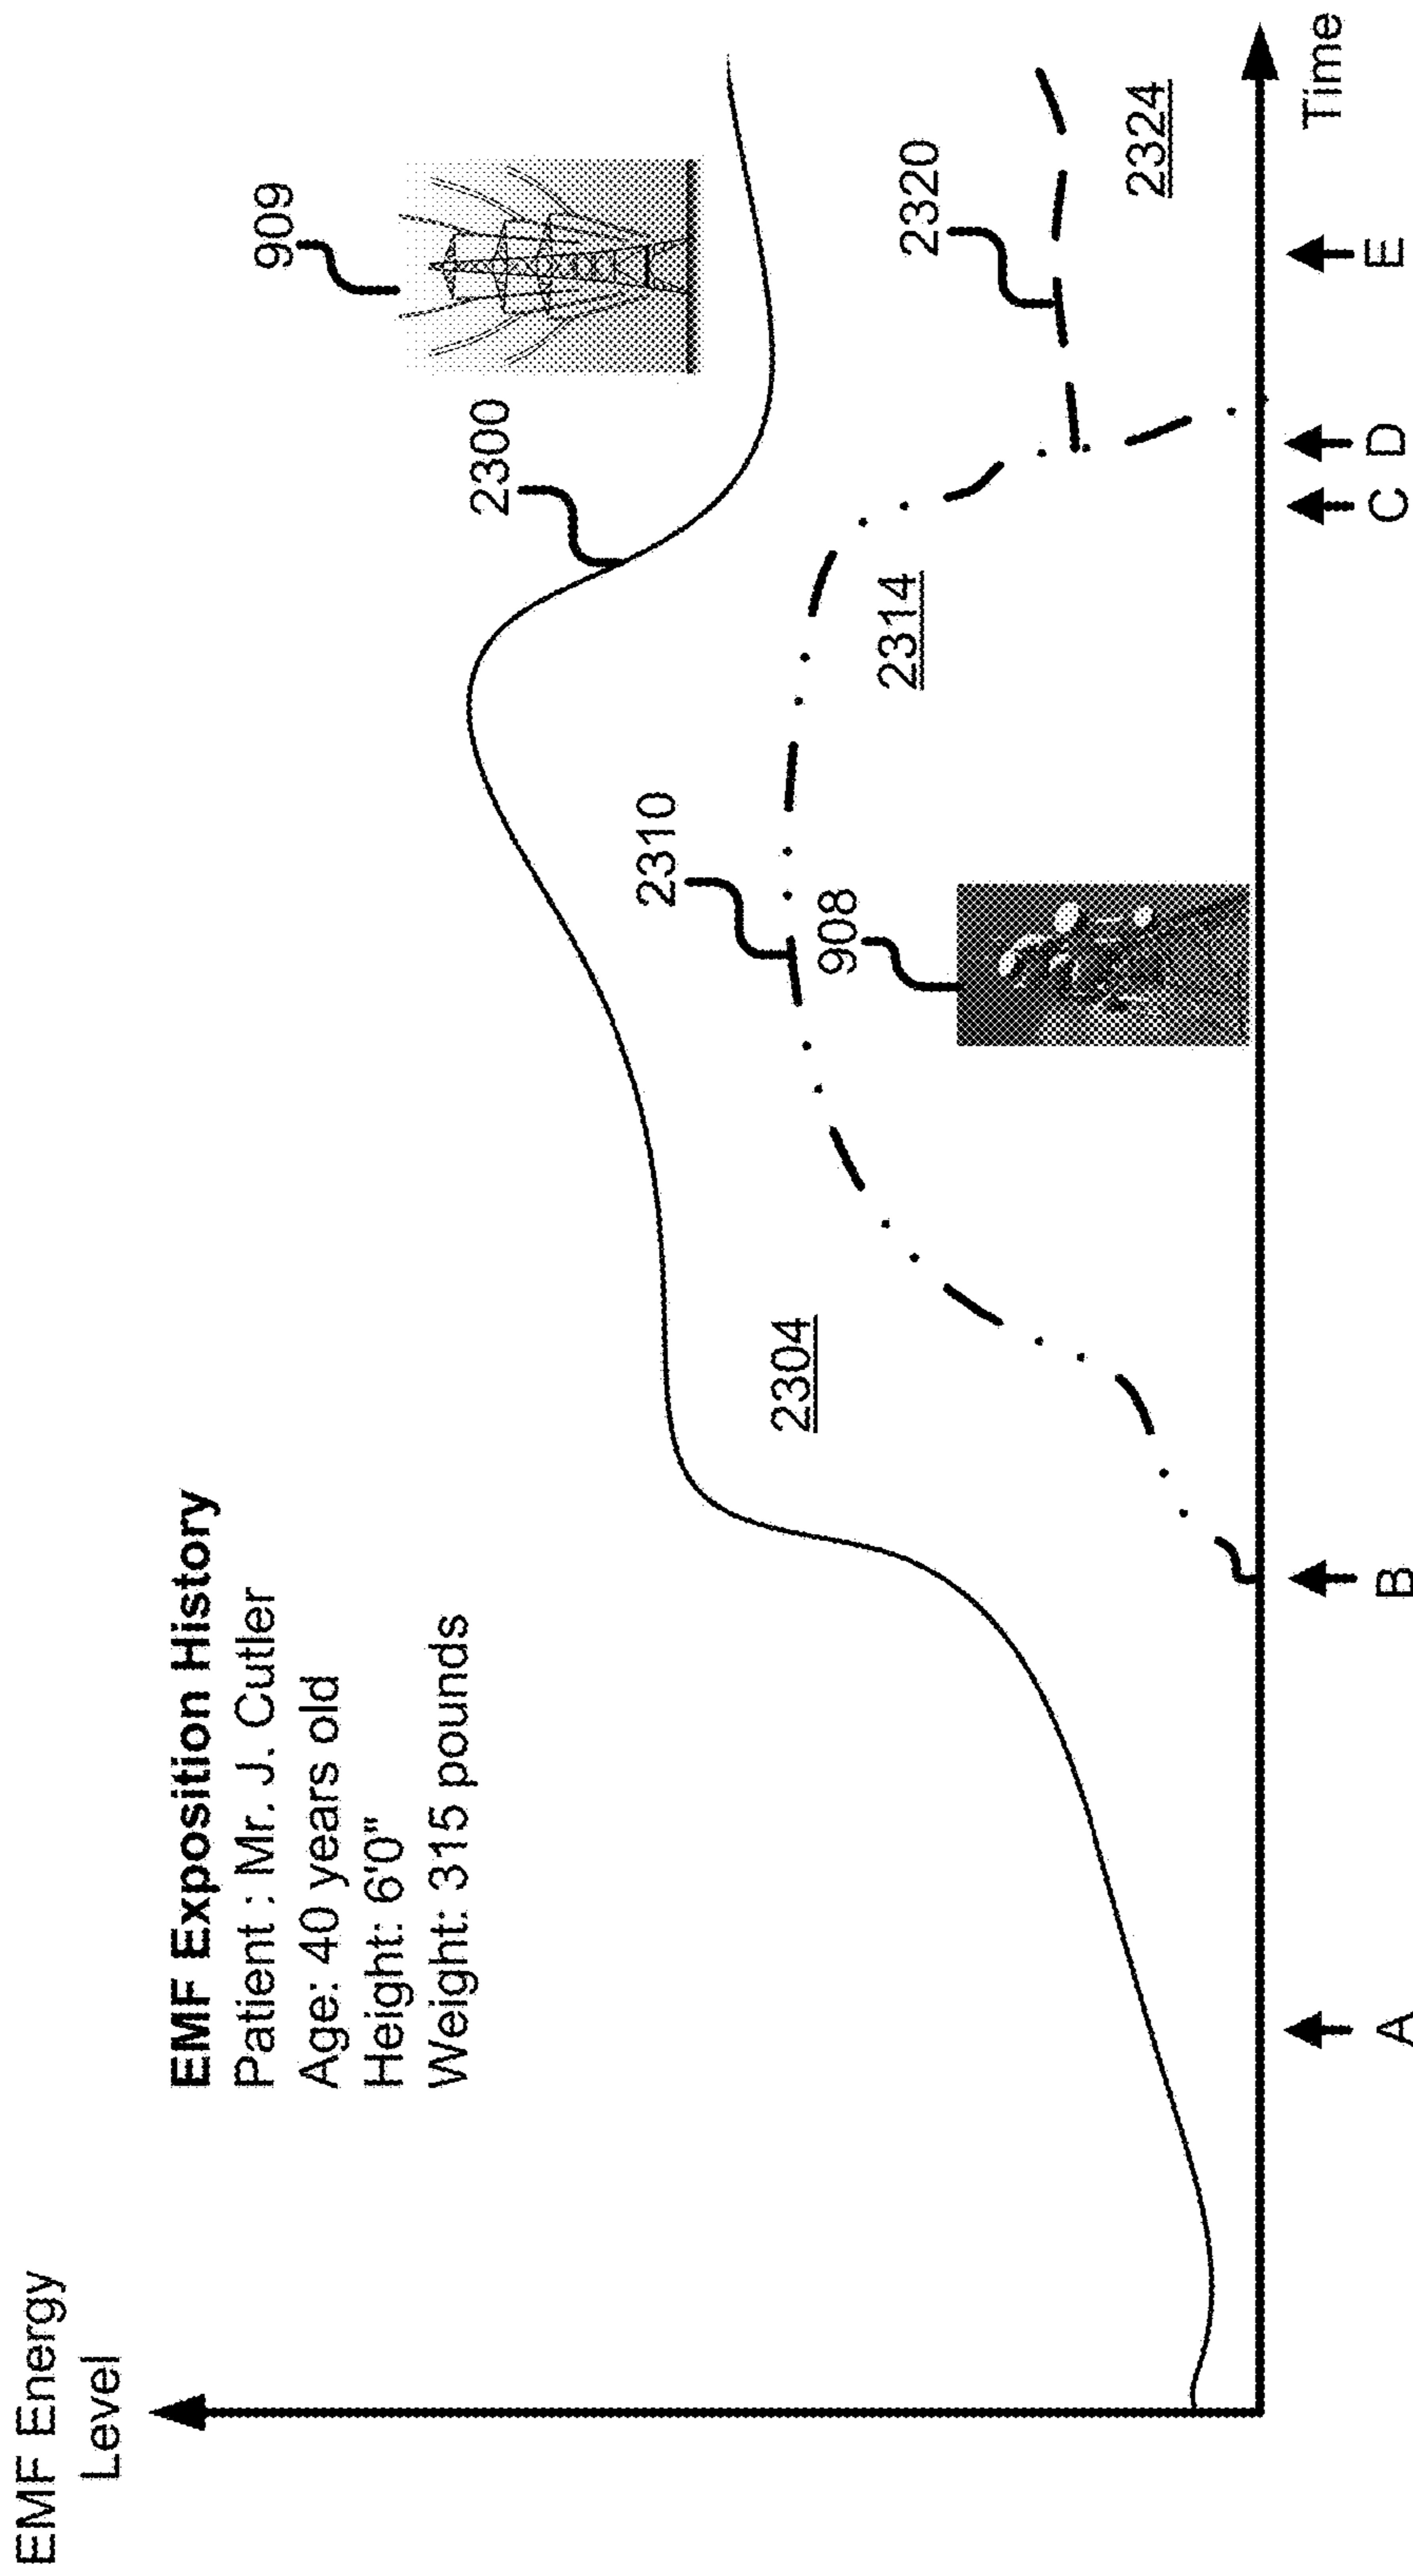 EMF Energy
Level
EMF Exposition History
Patient : Mr. J. Cutler
Age: 40 years old
Height: 6'0"
Weight: 315 pounds
909
2300
2310
2304
908
2314
2320
2324
A
B
C
D
E
Time